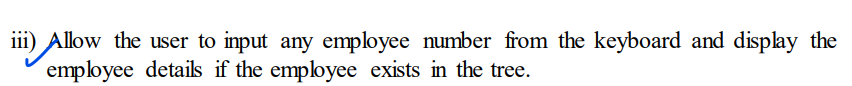 iii) Allow the user to input any employee number from the keyboard and display the
employee details if the employee exists in the tree.